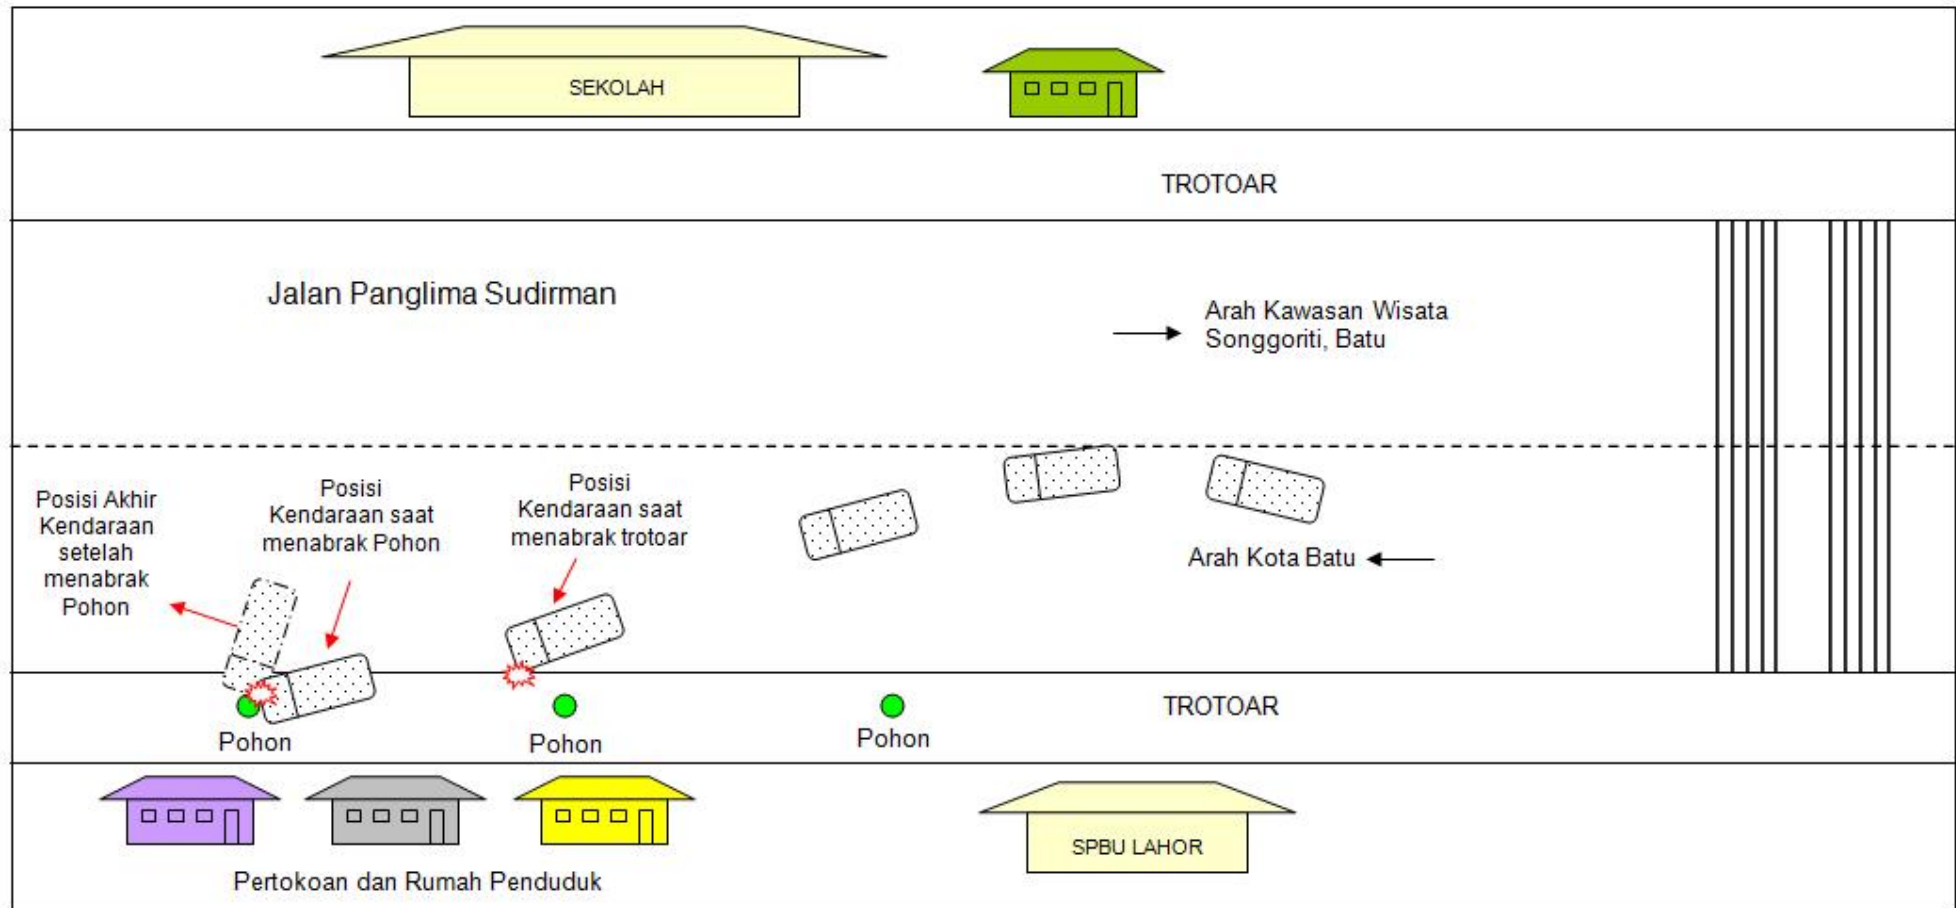 SEKOLAH
TROTOAR
Jalan Panglima Sudirman
Arah Kawasan Wisata
Songgoriti, Batu
Posisi Akhir
Kendaraan
setelah
menabrak
Pohon
Posisi
Kendaraan saat
menabrak Pohon
Posisi
Kendaraan saat
menabrak trotoar
Arah Kota Batu
TROTOAR
Pohon
Pohon
Pohon
SPBU LAHOR
Pertokoan dan Rumah Penduduk